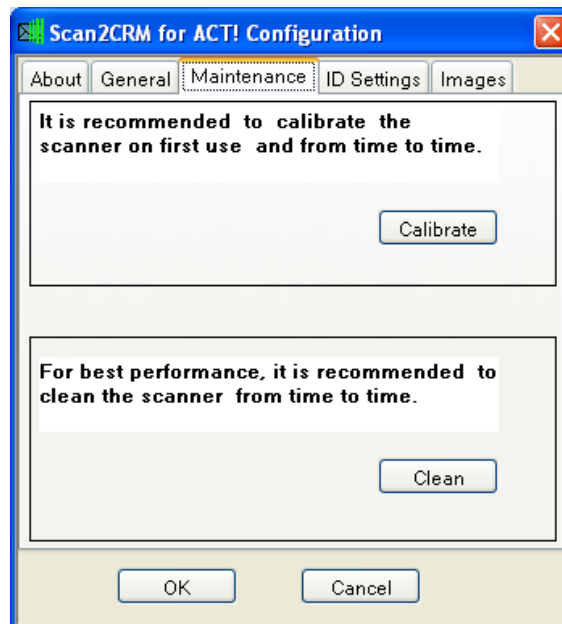 Scan2CRM for ACT! Configuration
About General Maintenance ID Settings Images
It is recommended to calibrate the
scanner on first use and from time to time.
Calibrate
For best performance, it is recommended to
clean the scanner from time to time.
Clean
OK Cancel